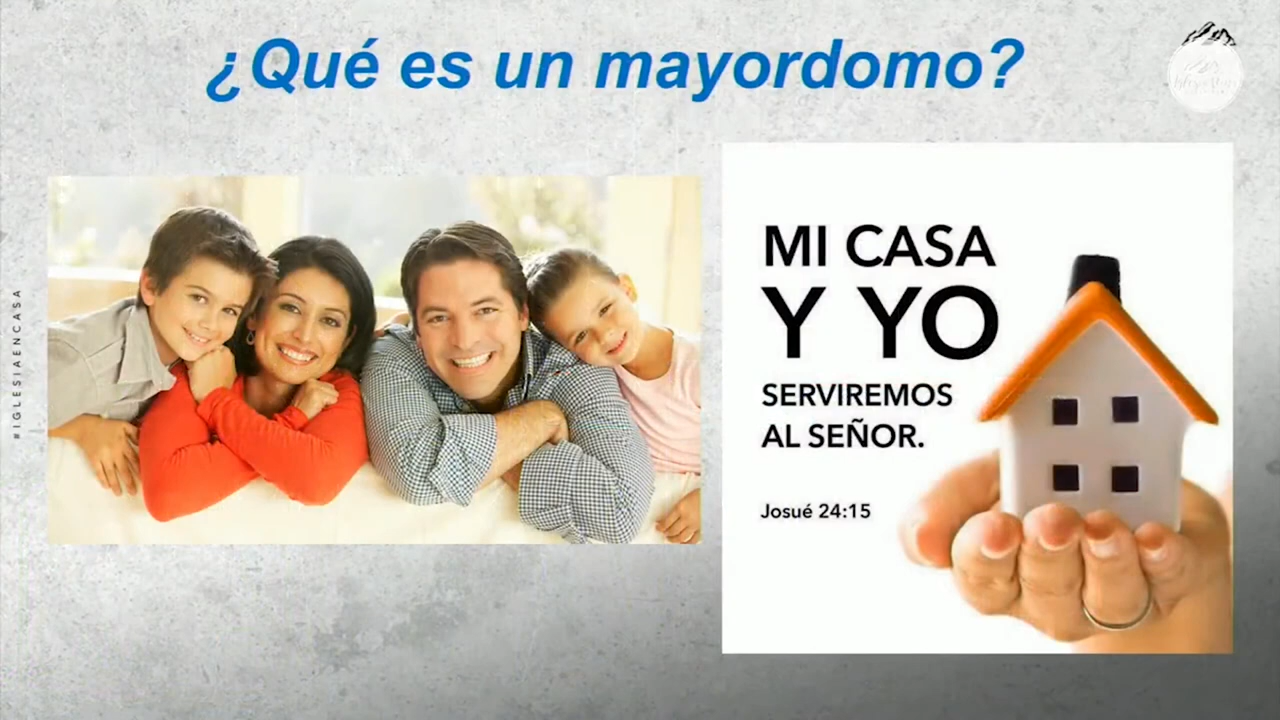 ¿Qué es un mayordomo?
#IGLESIAENCASA
MI CASA
Y YO
SERVIREMOS
AL SEÑOR.
Josué 24:15